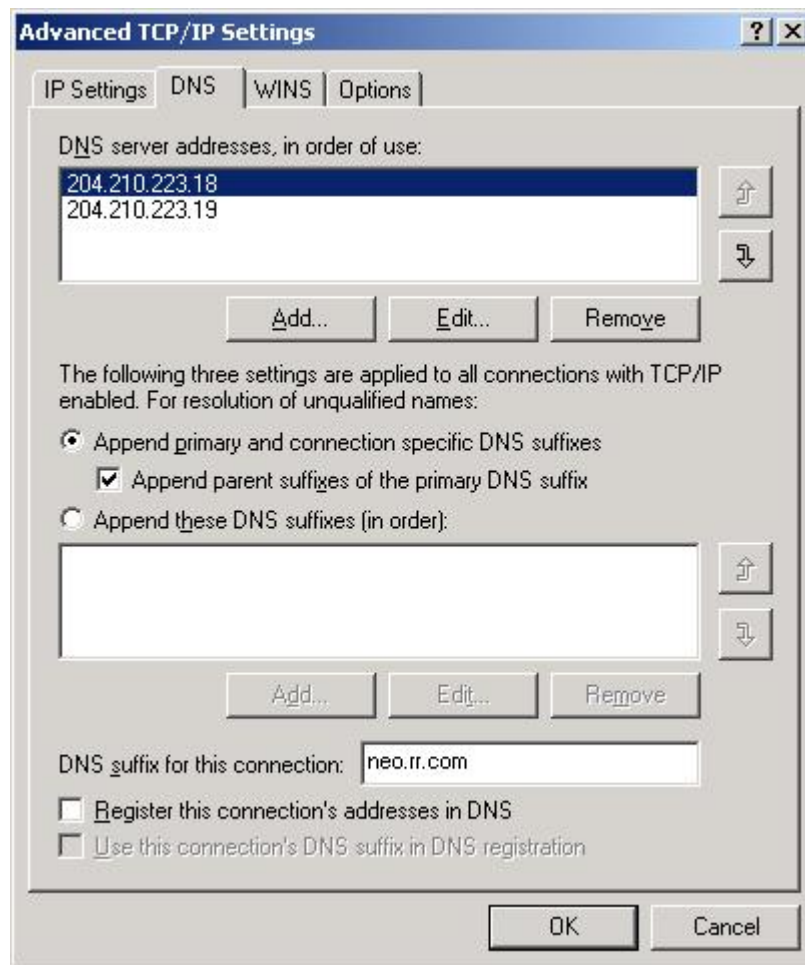 Advanced TCP/IP Settings
IP Settings DNS WINS Options
DNS server addresses, in order of use:
204.210.223.18
204.210.223.19
Add... Edit... Remove
The following three settings are applied to all connections with TCP/IP
enabled. For resolution of unqualified names:
Append primary and connection specific DNS suffixes
Append parent suffixes of the primary DNS suffix
Append these DNS suffixes (in order):
Add... Edit... Remove
DNS suffix for this connection: neo.rr.com
Register this connection's addresses in DNS
Use this connection's DNS suffix in DNS registration
OK Cancel